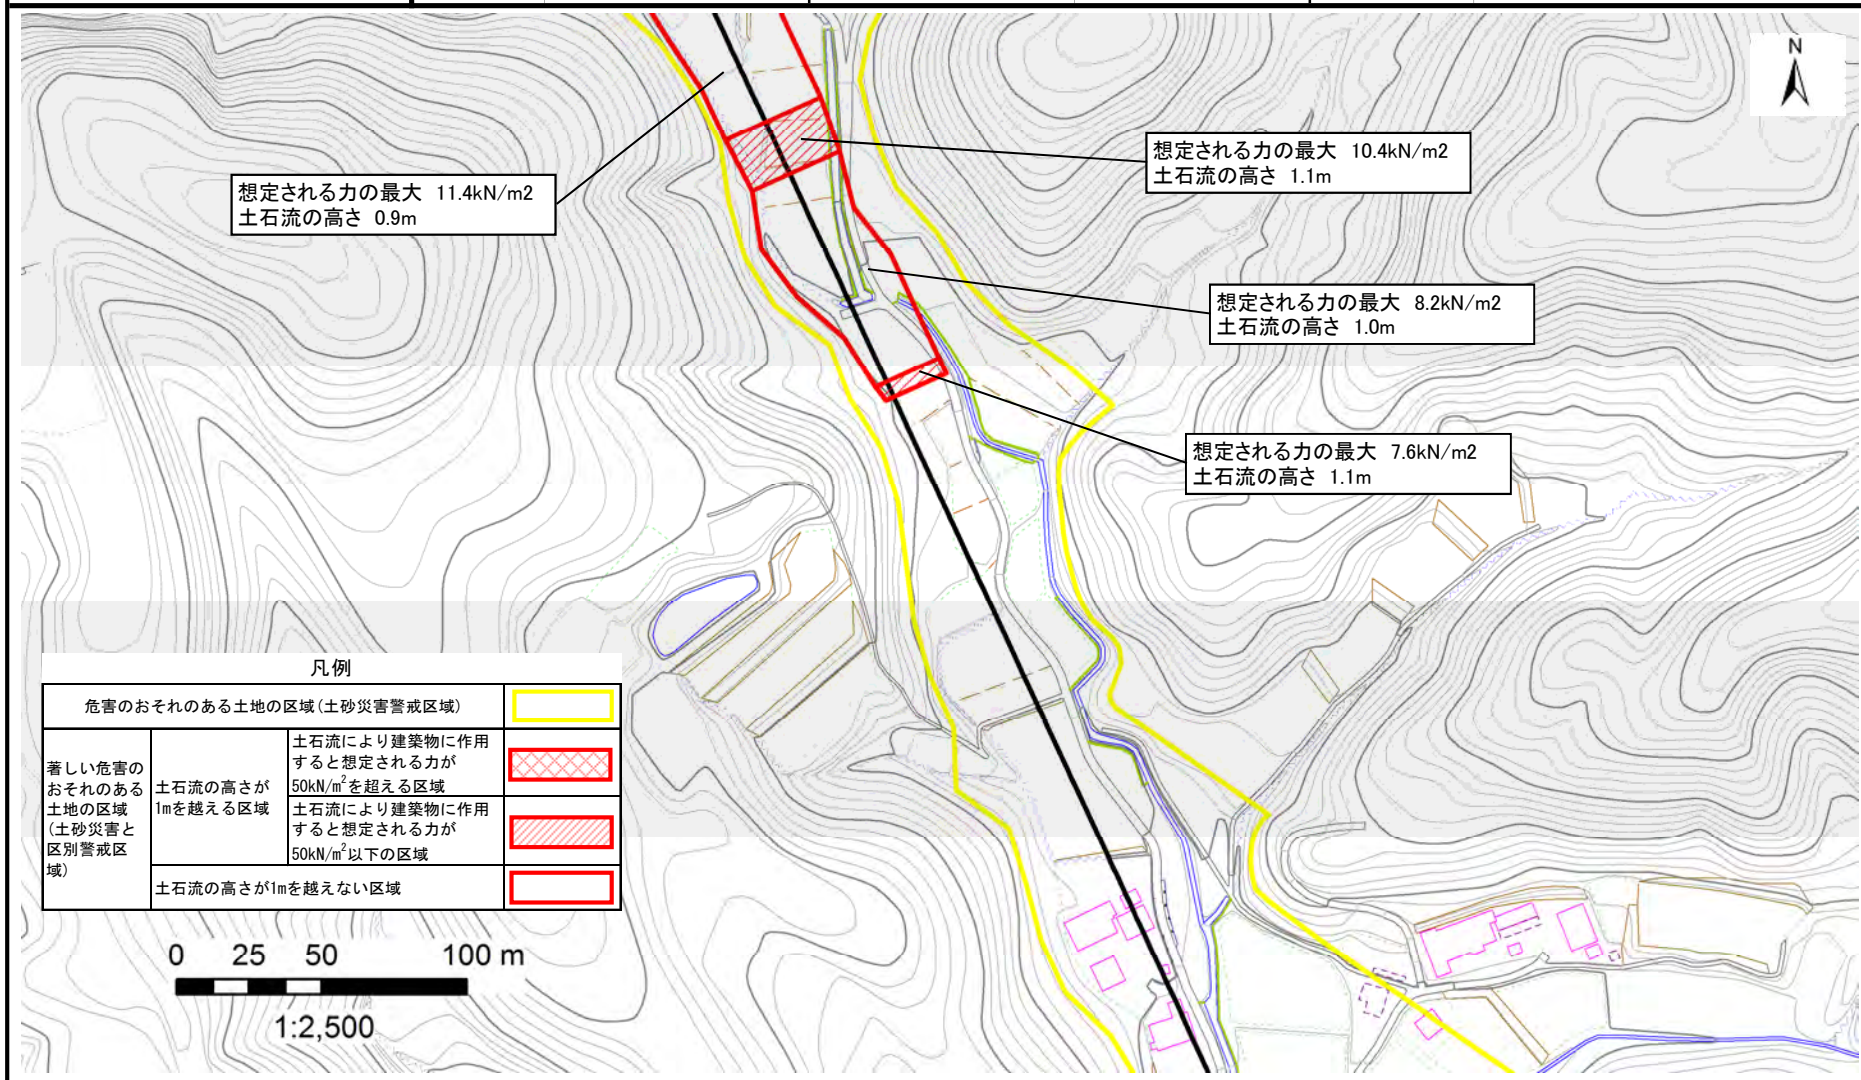 N
想定される力の最大 10.4kN/m2
土石流の高さ 1.1m
想定される力の最大 11.4kN/m2
土石流の高さ 0.9m
想定される力の最大 8.2kN/m2
土石流の高さ 1.0m
想定される力の最大 7.6kN/m2
土石流の高さ 1.1m
凡例
危害のおそれのある土地の区域(土砂災害警戒区域)
著しい危害の
おそれのある
土地の区域
(土砂災害と
区別警戒区
域)
土石流の高さが
1mを越える区域
土石流により建築物に作用
すると想定される力が
50kN/m²を超える区域
土石流により建築物に作用
すると想定される力が
50kN/m²以下の区域
土石流の高さが1mを越えない区域
0 25 50 100 m
1:2,500